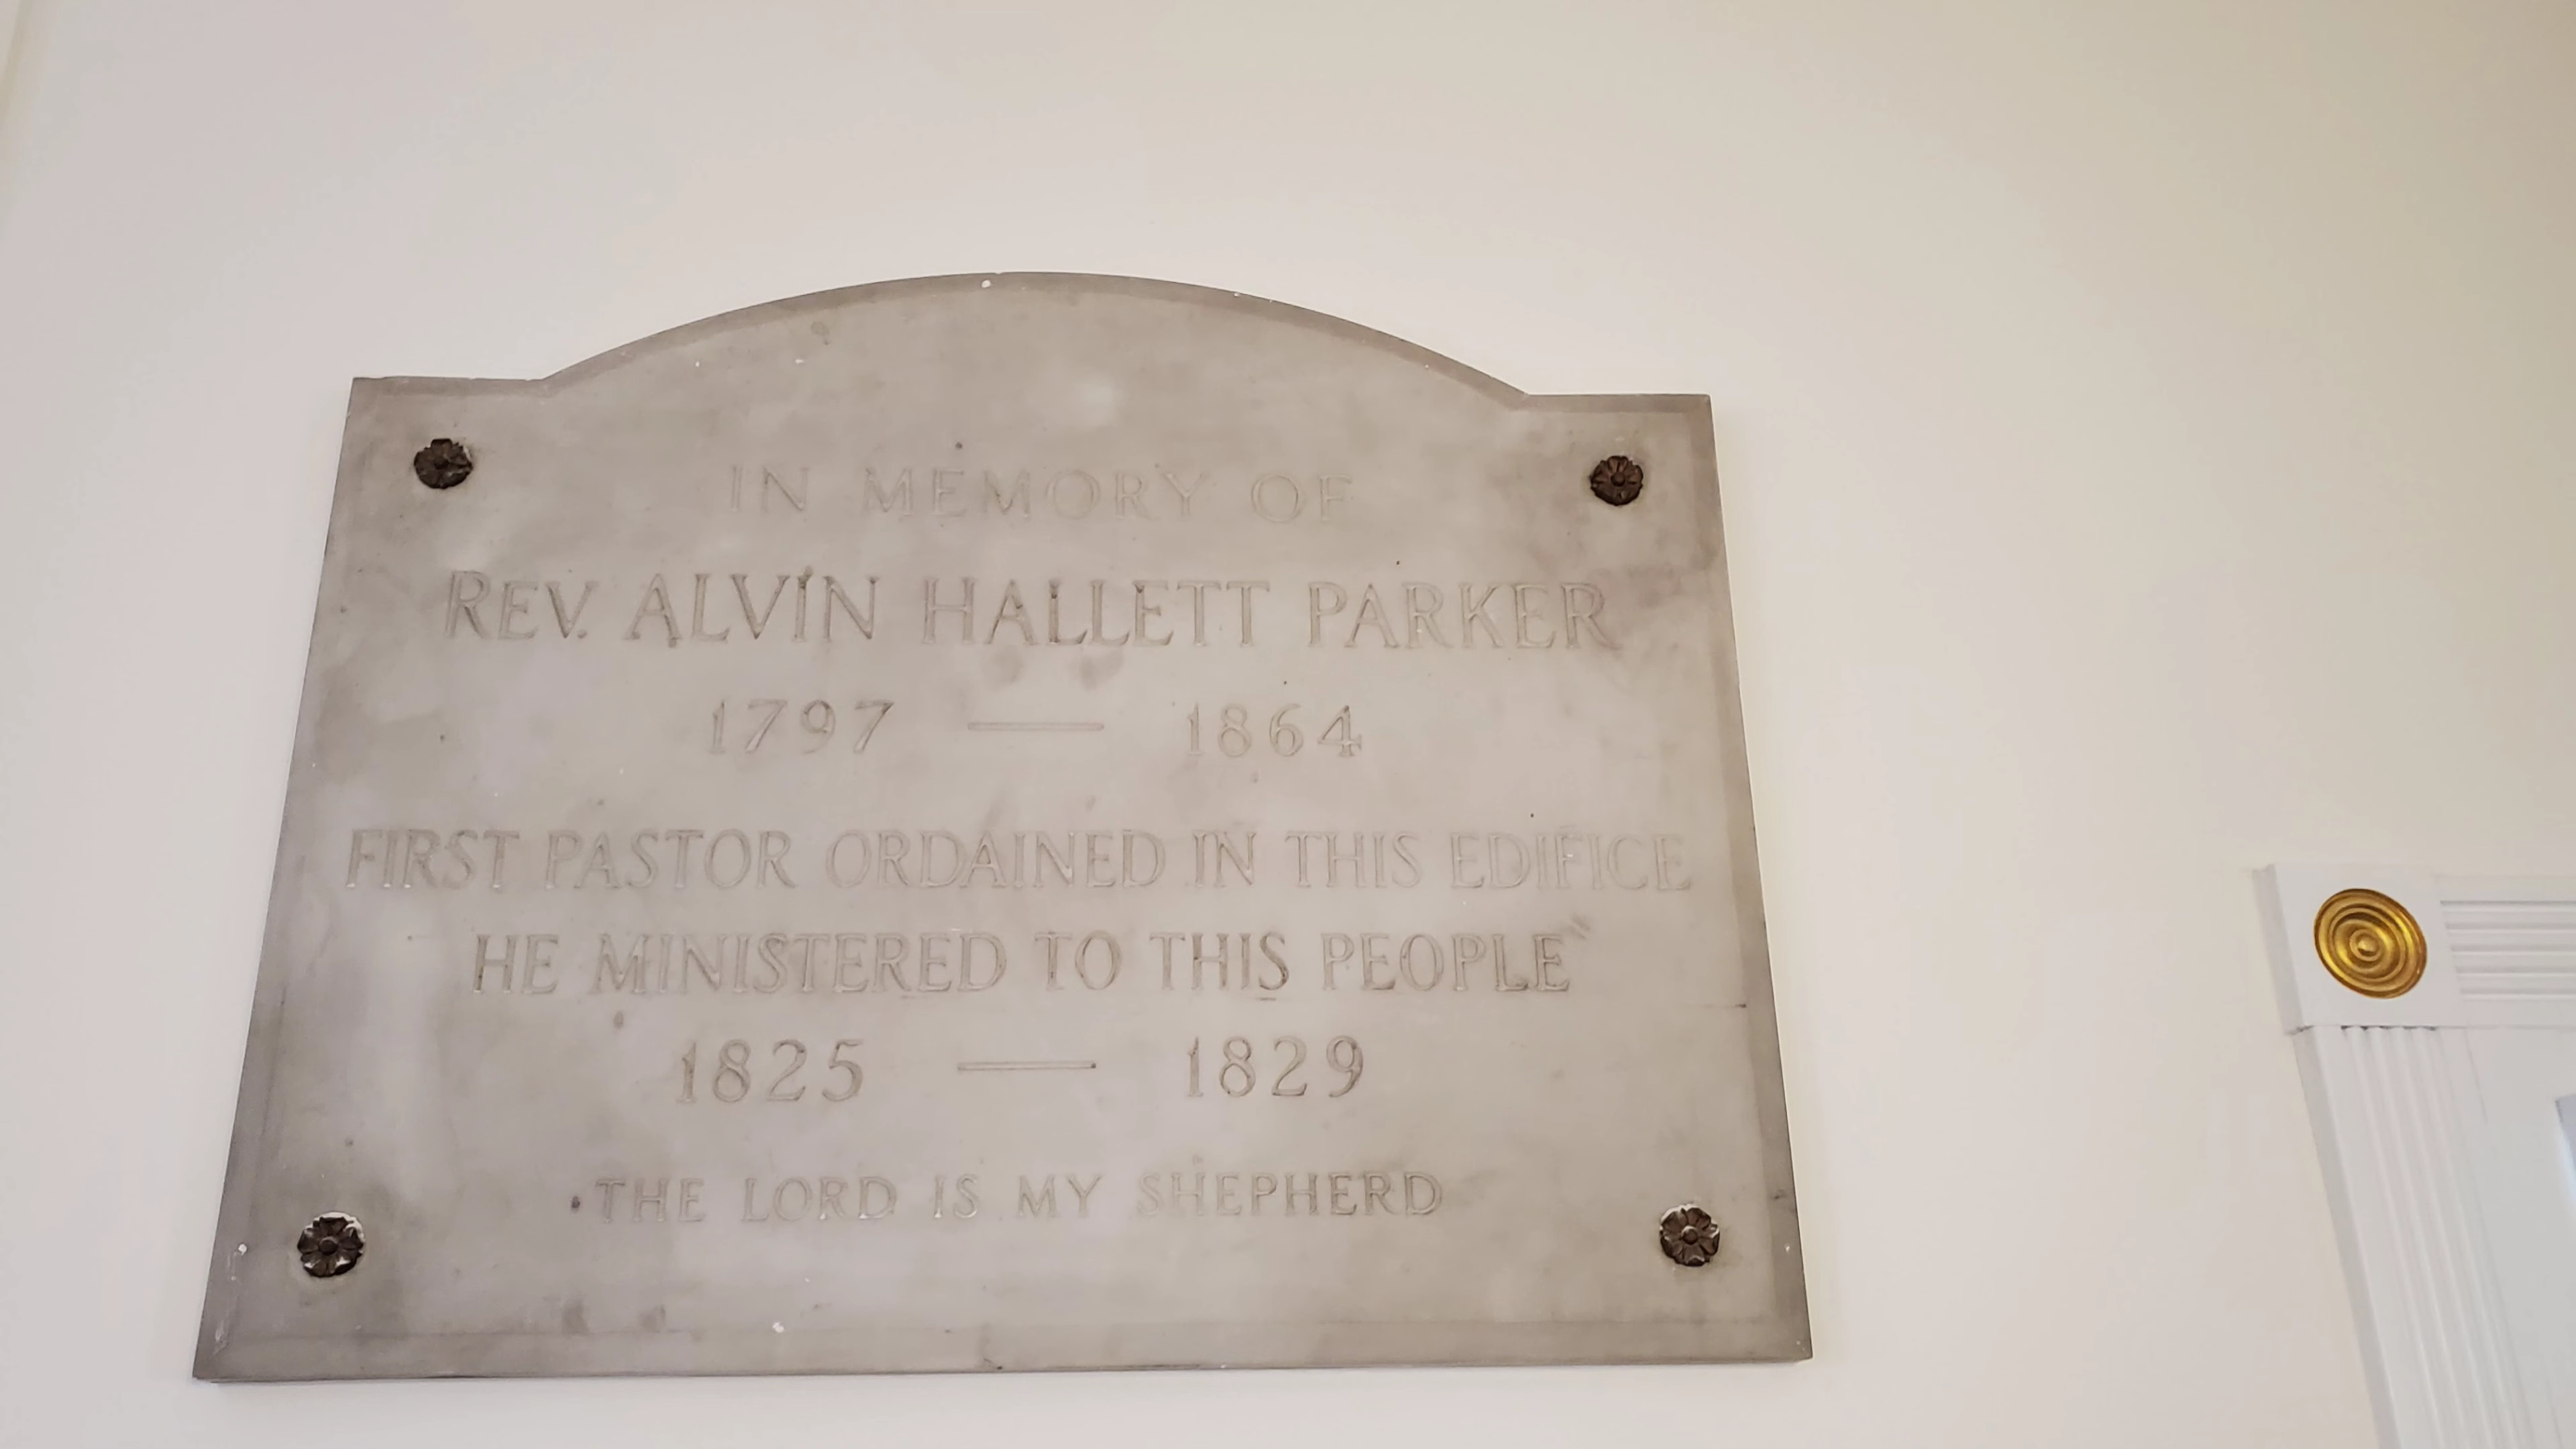 IN MEMORY OF
REV. ALVIN HALLETT PARKER
1797 — 1864
FIRST PASTOR ORDAINED IN THIS EDIFICE
HE MINISTERED TO THIS PEOPLE
1825 — 1829
THE LORD IS MY SHEPHERD